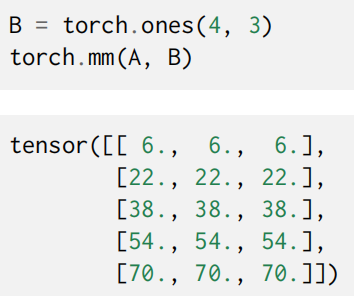 B = torch.ones(4, 3)
torch.mm(A, B)
tensor([[ 6.,  6.,  6.],
        [22., 22., 22.],
        [38., 38., 38.],
        [54., 54., 54.],
        [70., 70., 70.]])